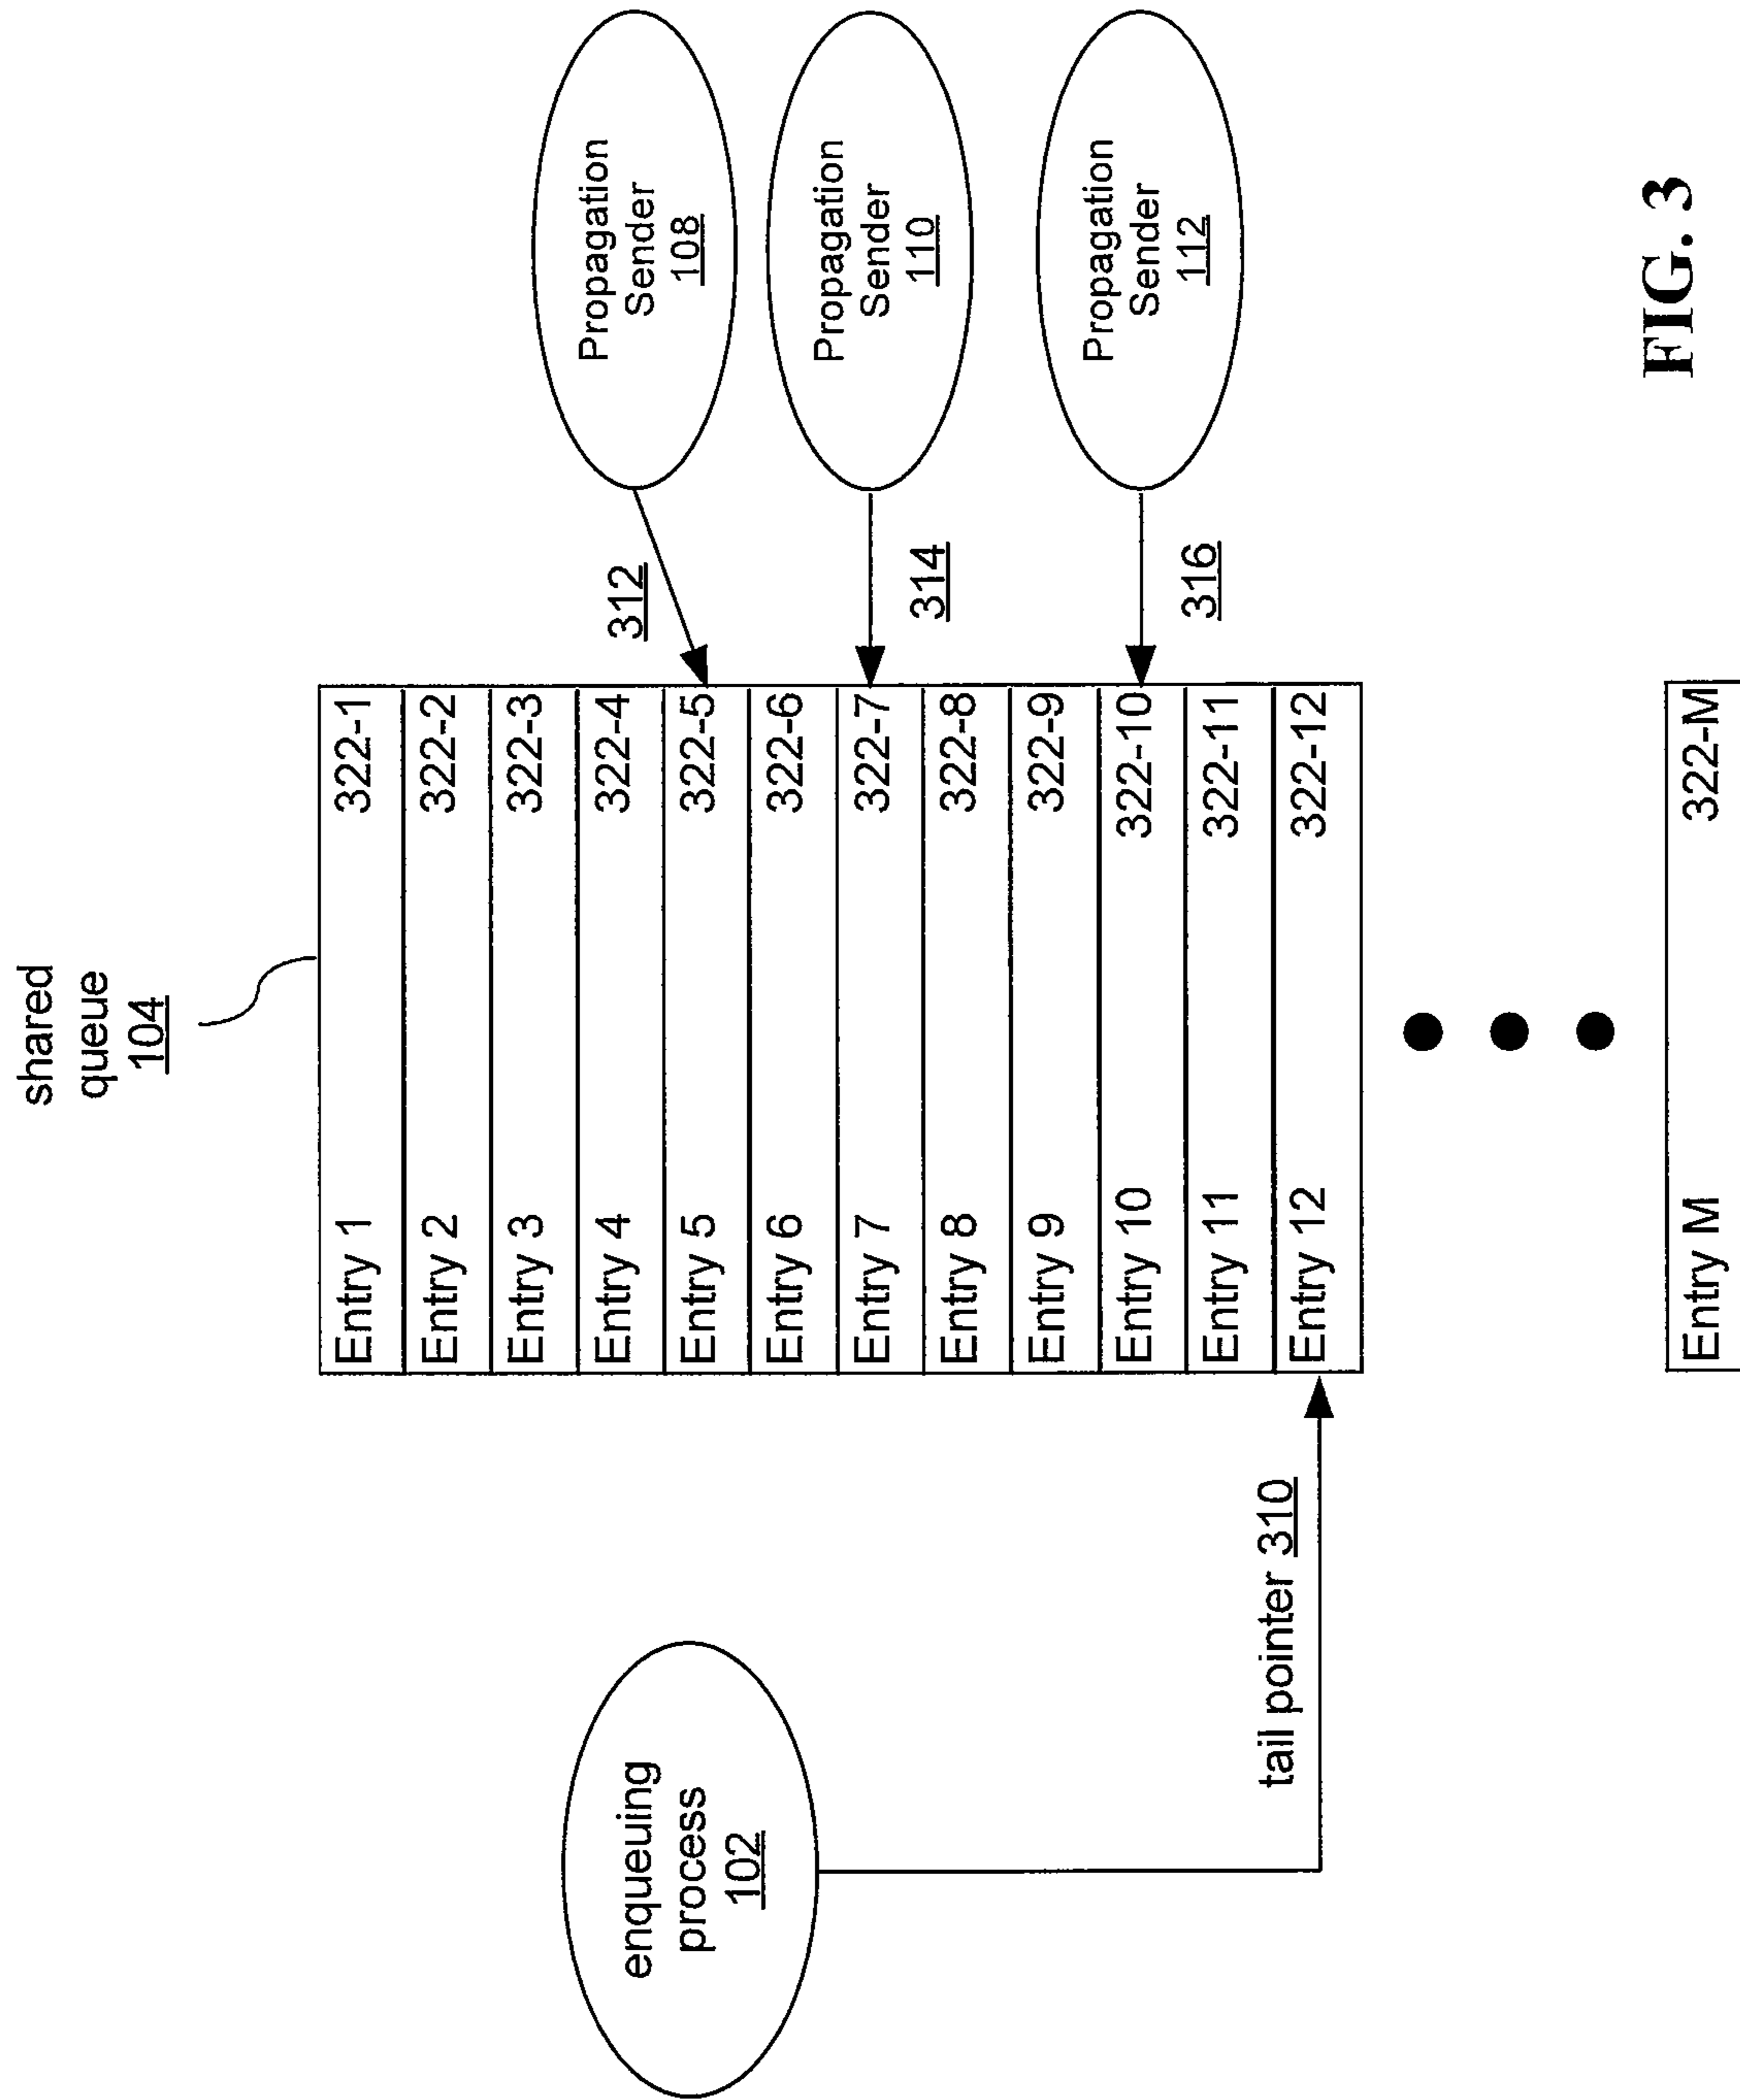 shared
queue
104
Entry 1 322-1
Entry 2 322-2
Entry 3 322-3
Entry 4 322-4
Entry 5 322-5
Entry 6 322-6
Entry 7 322-7
Entry 8 322-8
Entry 9 322-9
Entry 10 322-10
Entry 11 322-11
Entry 12 322-12
Entry M 322-M
enqueuing
process
102
tail pointer 310
312
314
316
Propagation
Sender
108
Propagation
Sender
110
Propagation
Sender
112
FIG. 3